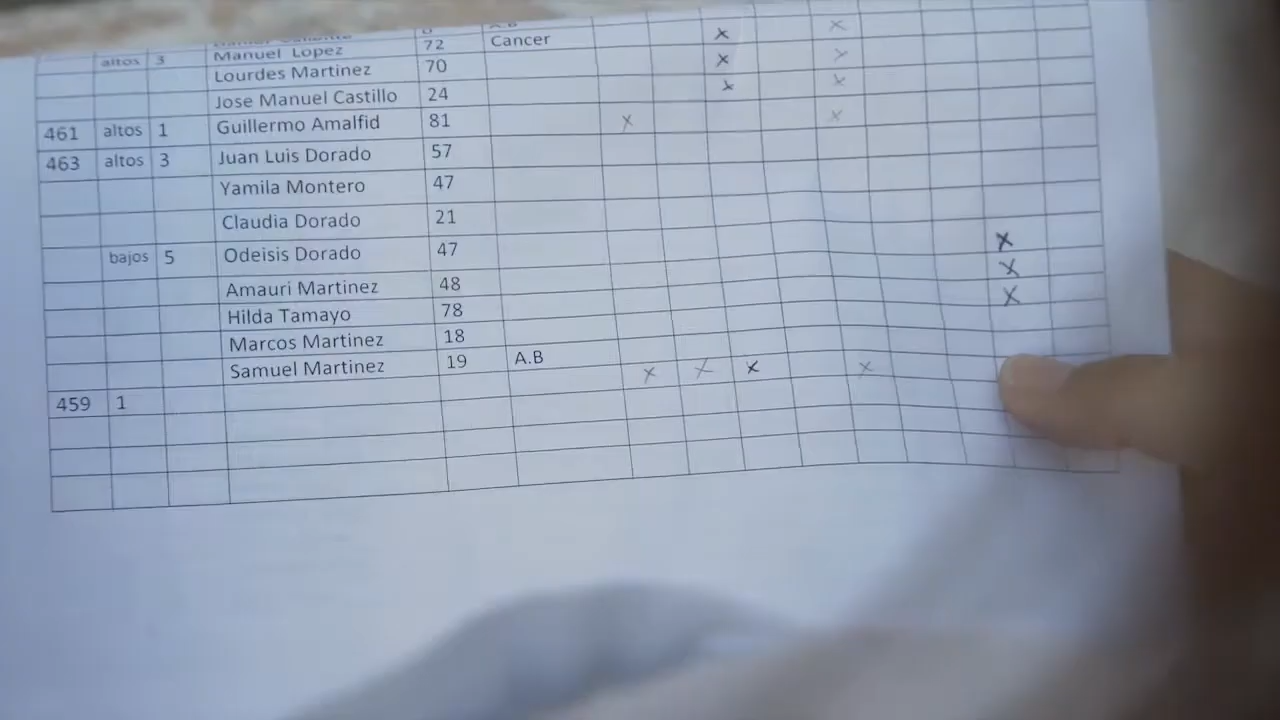 altos 3 Manuel Lopez 72 Cancer x x
Lourdes Martinez 70 x x
Jose Manuel Castillo 24 x x
461 altos 1 Guillermo Amalfid 81 x x
463 altos 3 Juan Luis Dorado 57
Yamila Montero 47
Claudia Dorado 21
bajos 5 Odeisis Dorado 47 x
Amauri Martinez 48 x
Hilda Tamayo 78 x
Marcos Martinez 18
Samuel Martinez 19 A.B x x x x
459 1